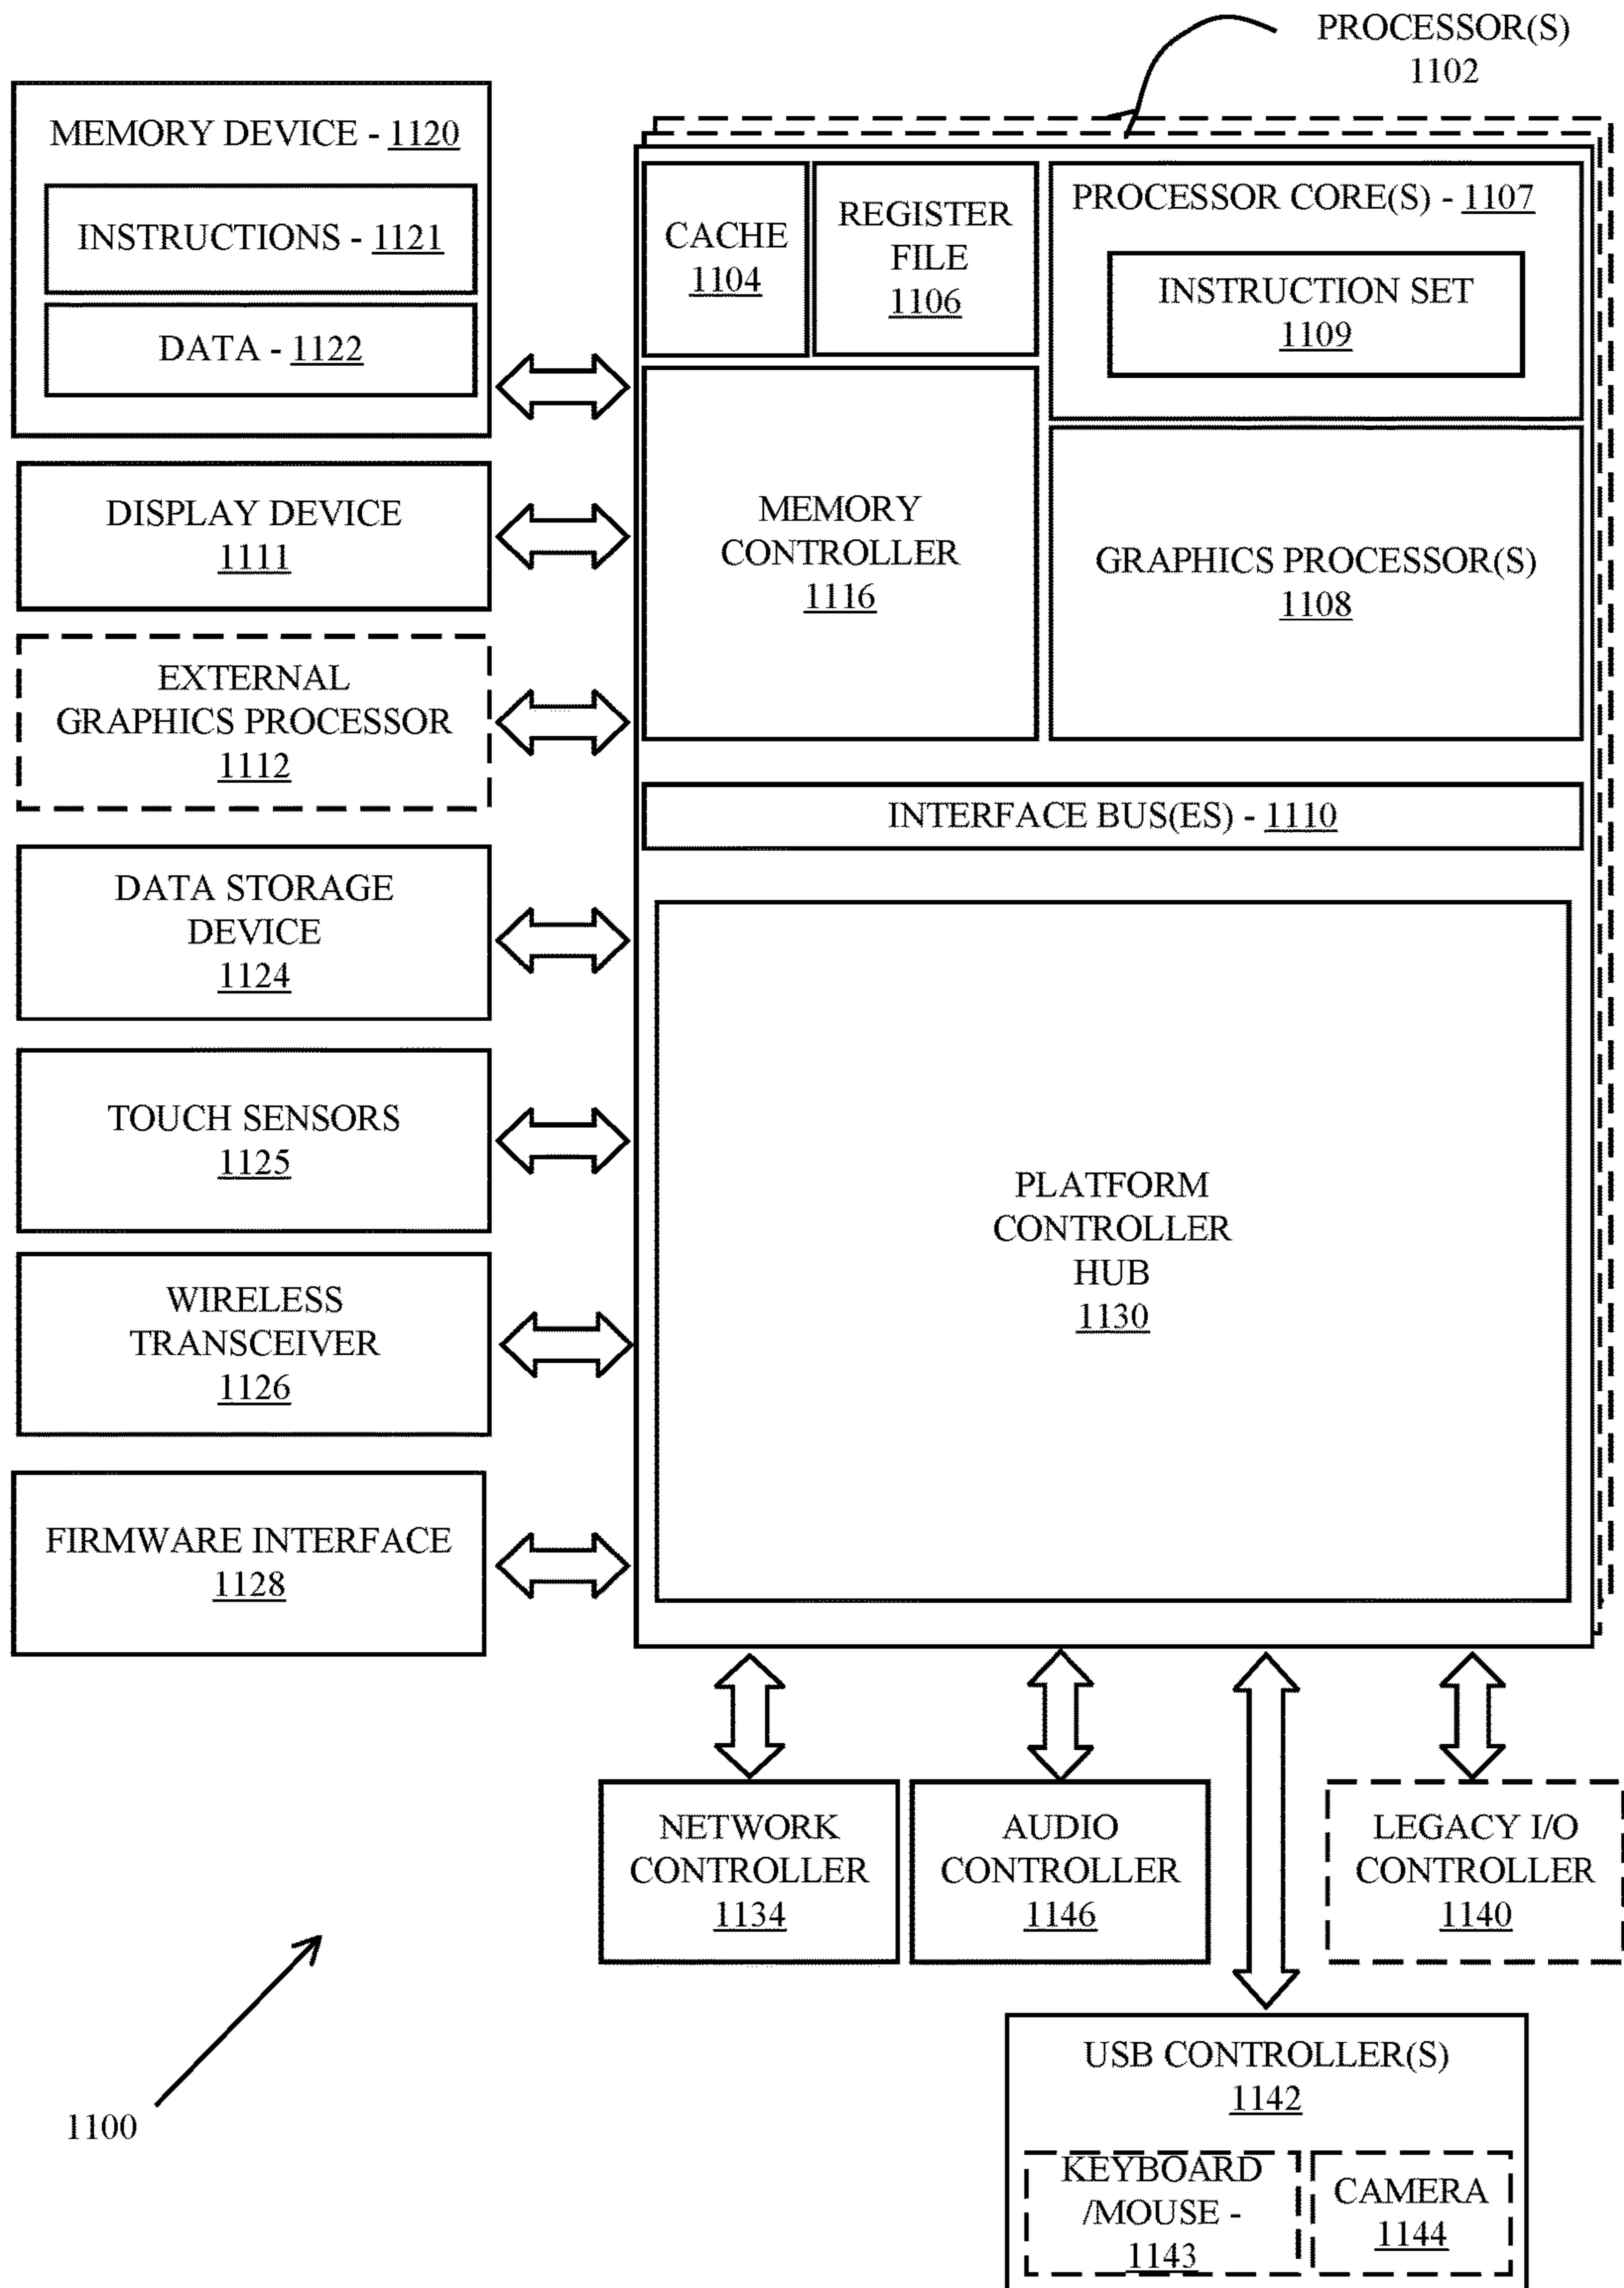 PROCESSOR(S)
1102
MEMORY DEVICE - 1120
INSTRUCTIONS - 1121
DATA - 1122
DISPLAY DEVICE
1111
EXTERNAL
GRAPHICS PROCESSOR
1112
DATA STORAGE
DEVICE
1124
TOUCH SENSORS
1125
WIRELESS
TRANSCEIVER
1126
FIRMWARE INTERFACE
1128
CACHE
1104
REGISTER
FILE
1106
PROCESSOR CORE(S) - 1107
INSTRUCTION SET
1109
MEMORY
CONTROLLER
1116
GRAPHICS PROCESSOR(S)
1108
INTERFACE BUS(ES) - 1110
PLATFORM
CONTROLLER
HUB
1130
NETWORK
CONTROLLER
1134
AUDIO
CONTROLLER
1146
LEGACY I/O
CONTROLLER
1140
USB CONTROLLER(S)
1142
KEYBOARD
/MOUSE -
1143
CAMERA
1144
1100